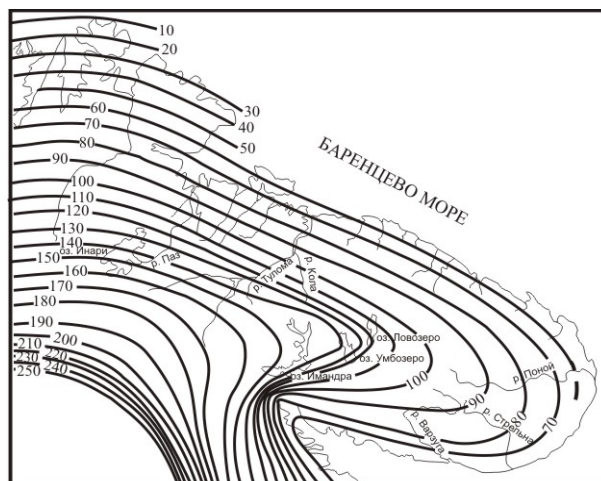 10
20
30
40
50
60
70
80
90
100
110
120
130
140
150
160
170
180
190
200
210
220
230
240
250
БАРЕНЦЕВО МОРЕ
оз. Инари
р. Паз
р. Тулома
р. Кола
оз. Ловозеро
оз. Умбозеро
оз. Имандра
100
90
80
70
р. Поной
р. Стрельна
р. Варзуга